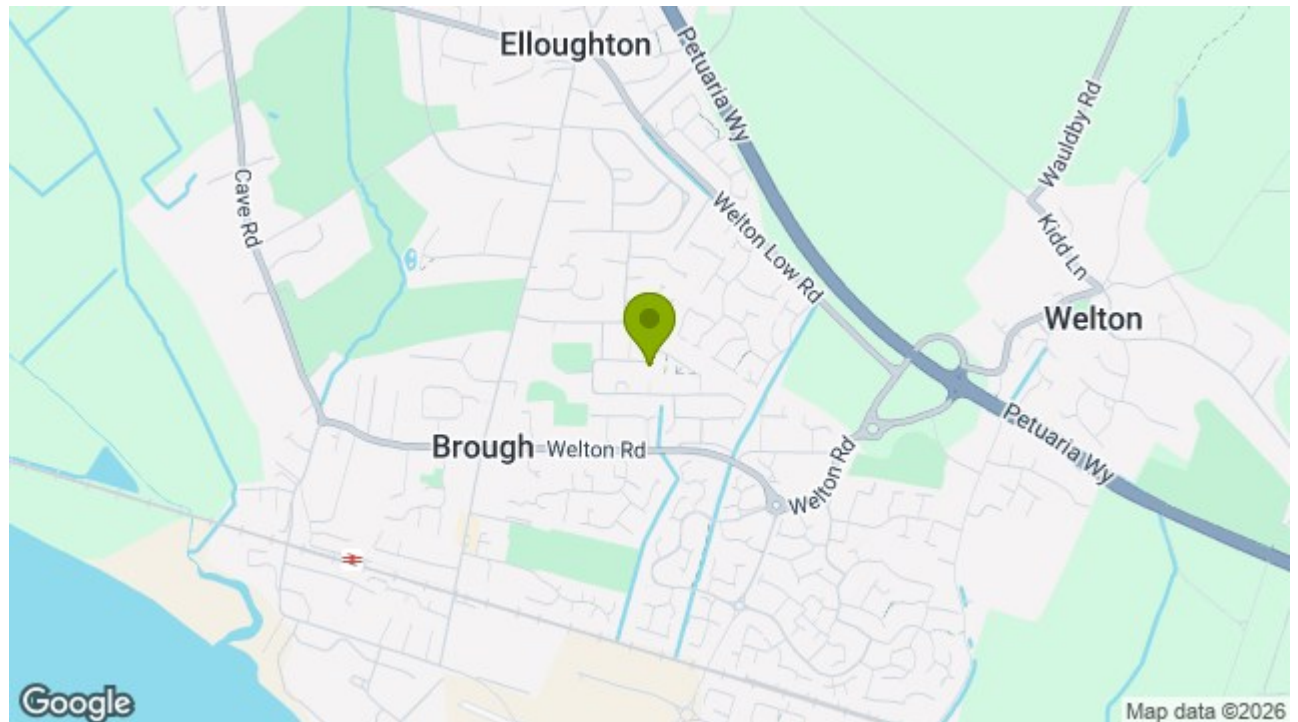 Elloughton
Petuaria Wy
Wauldby Rd
Cave Rd
Welton Low Rd
Kidd Ln
Welton
Brough
Welton Rd
Welton Rd
Petuaria Wy
Google
Map data ©2026